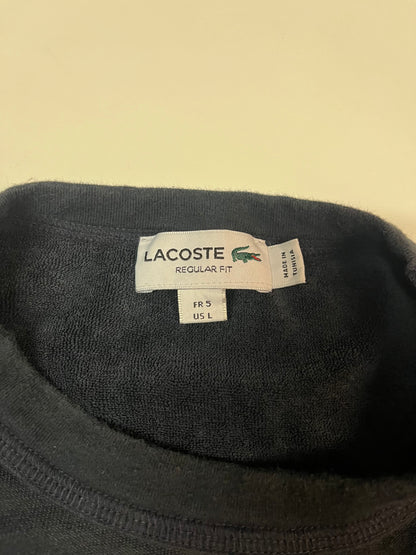 LACOSTE
REGULAR FIT
MADE IN
TUNISIA
FR 5
US L